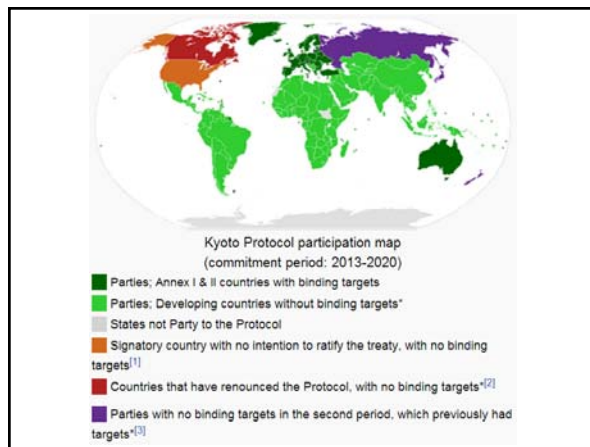 Kyoto Protocol participation map
(commitment period: 2013-2020)
Parties; Annex I & II countries with binding targets
Parties; Developing countries without binding targets*
States not Party to the Protocol
Signatory country with no intention to ratify the treaty, with no binding
targets[1]
Countries that have renounced the Protocol, with no binding targets*[2]
Parties with no binding targets in the second period, which previously had
targets*[3]